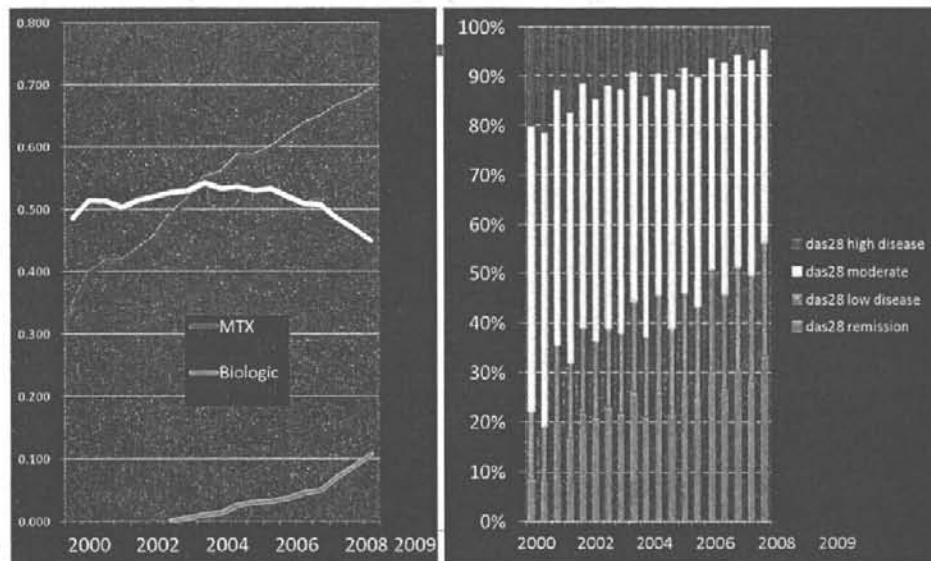 0.800
0.700
0.600
0.500
0.400
0.300
0.200
0.100
0.000
MTX
Biologic
2000 2002 2004 2006 2008 2009
100%
90%
80%
70%
60%
50%
40%
30%
20%
10%
0%
2000 2002 2004 2006 2008 2009
das28 high disease
das28 moderate
das28 low disease
das28 remission